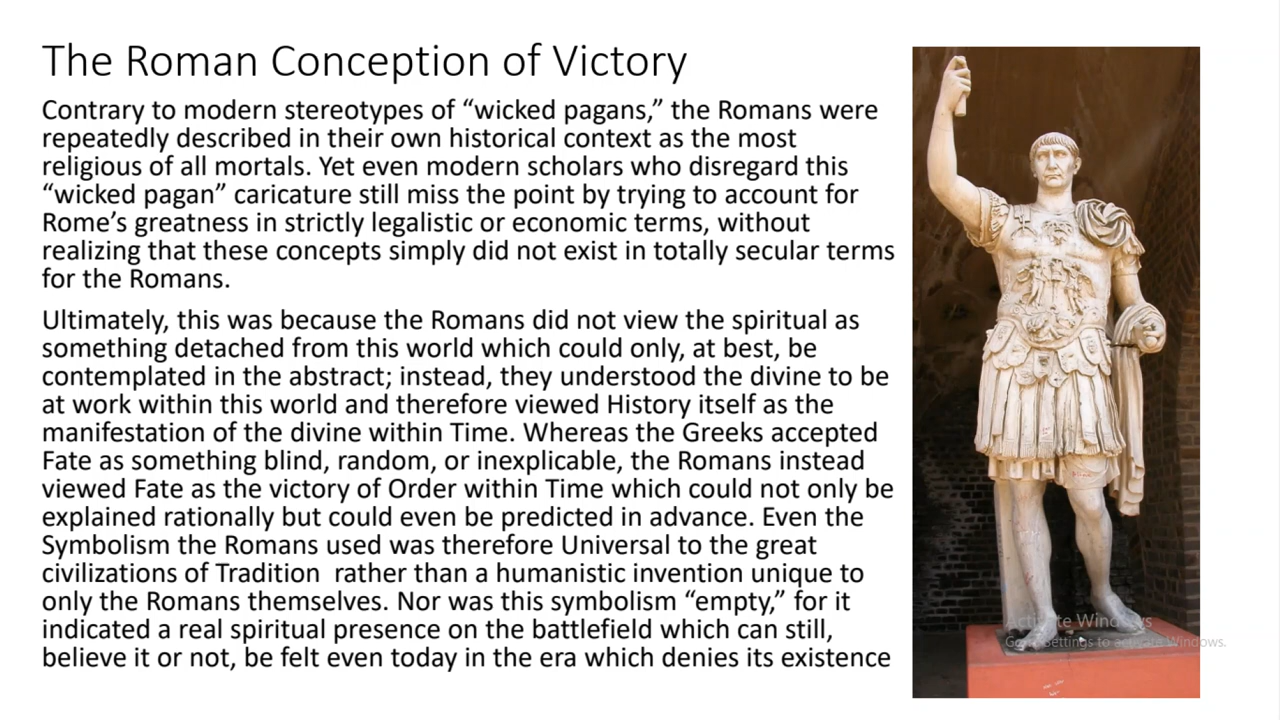 The Roman Conception of Victory
Contrary to modern stereotypes of “wicked pagans,” the Romans were
repeatedly described in their own historical context as the most
religious of all mortals. Yet even modern scholars who disregard this
“wicked pagan” caricature still miss the point by trying to account for
Rome’s greatness in strictly legalistic or economic terms, without
realizing that these concepts simply did not exist in totally secular terms
for the Romans.
Ultimately, this was because the Romans did not view the spiritual as
something detached from this world which could only, at best, be
contemplated in the abstract; instead, they understood the divine to be
at work within this world and therefore viewed History itself as the
manifestation of the divine within Time. Whereas the Greeks accepted
Fate as something blind, random, or inexplicable, the Romans instead
viewed Fate as the victory of Order within Time which could not only be
explained rationally but could even be predicted in advance. Even the
Symbolism the Romans used was therefore Universal to the great
civilizations of Tradition  rather than a humanistic invention unique to
only the Romans themselves. Nor was this symbolism “empty,” for it
indicated a real spiritual presence on the battlefield which can still,
believe it or not, be felt even today in the era which denies its existence
Activate Windows
Go to Settings to activate Windows.